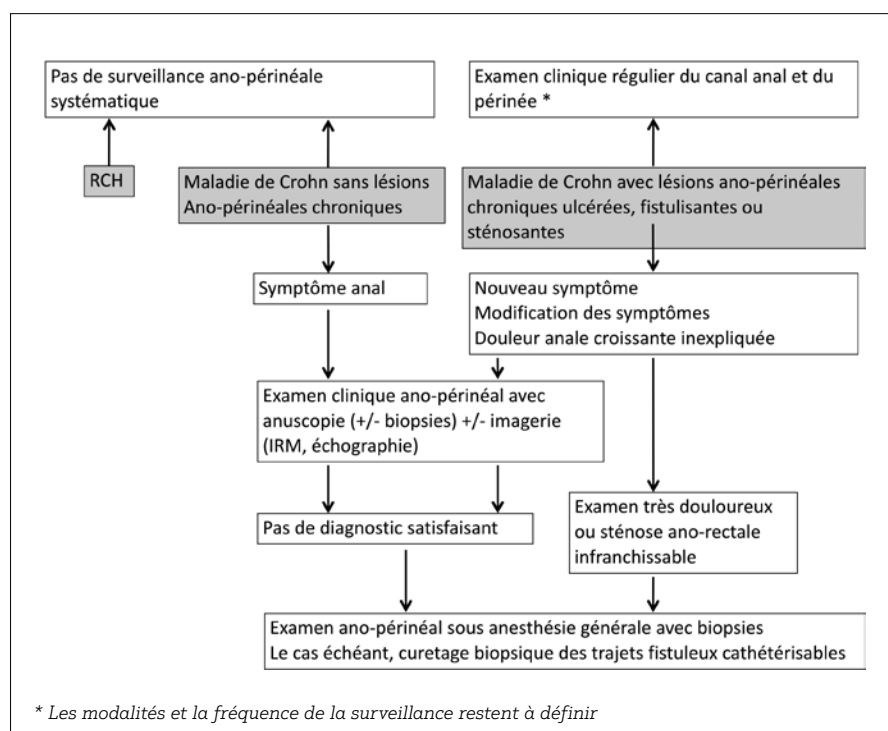 Pas de surveillance ano-périnéale
systématique
Examen clinique régulier du canal anal et du
périnée *
RCH
Maladie de Crohn sans lésions
Ano-périnéales chroniques
Maladie de Crohn avec lésions ano-périnéales
chroniques ulcérées, fistulisantes ou
sténosantes
Symptôme anal
Nouveau symptôme
Modification des symptômes
Douleur anale croissante inexpliquée
Examen clinique ano-périnéal avec
anuscopie (+/- biopsies) +/- imagerie
(IRM, échographie)
Pas de diagnostic satisfaisant
Examen très douloureux
ou sténose ano-rectale
infranchissable
Examen ano-périnéal sous anesthésie générale avec biopsies
Le cas échéant, curetage biopsique des trajets fistuleux cathétérisables
* Les modalités et la fréquence de la surveillance restent à définir